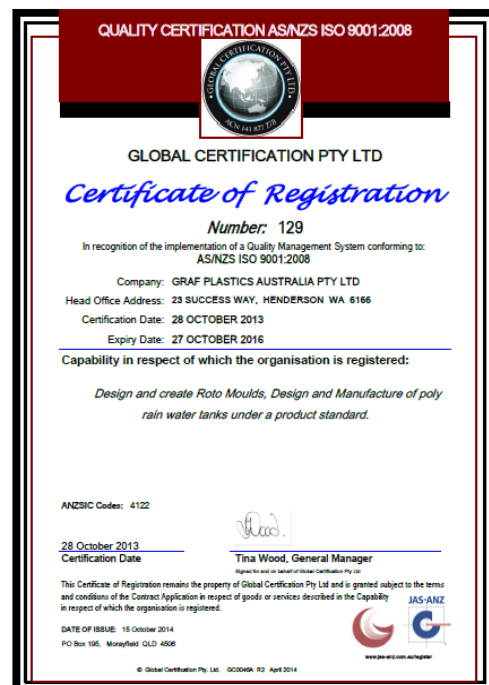 QUALITY CERTIFICATION AS/NZS ISO 9001:2008
GLOBAL CERTIFICATION PTY LTD.
ACN 141 877 270
GLOBAL CERTIFICATION PTY LTD
Certificate of Registration
Number: 129
In recognition of the implementation of a Quality Management System conforming to:
AS/NZS ISO 9001:2008
Company: GRAF PLASTICS AUSTRALIA PTY LTD
Head Office Address: 23 SUCCESS WAY, HENDERSON WA 6166
Certification Date: 28 OCTOBER 2013
Expiry Date: 27 OCTOBER 2016
Capability in respect of which the organisation is registered:
Design and create Roto Moulds, Design and Manufacture of poly
rain water tanks under a product standard.
ANZSIC Codes: 4122
28 October 2013
Certification Date
Tina Wood, General Manager
Signed for and on behalf of Global Certification Pty Ltd
This Certificate of Registration remains the property of Global Certification Pty Ltd and is granted subject to the terms
and conditions of the Contract Application in respect of goods or services described in the Capability
in respect of which the organisation is registered.
JAS-ANZ
DATE OF ISSUE: 15 October 2014
PO Box 195, Morayfield QLD 4506
www.jas-anz.com.au/register
© Global Certification Pty. Ltd. GC0046A R2 April 2014